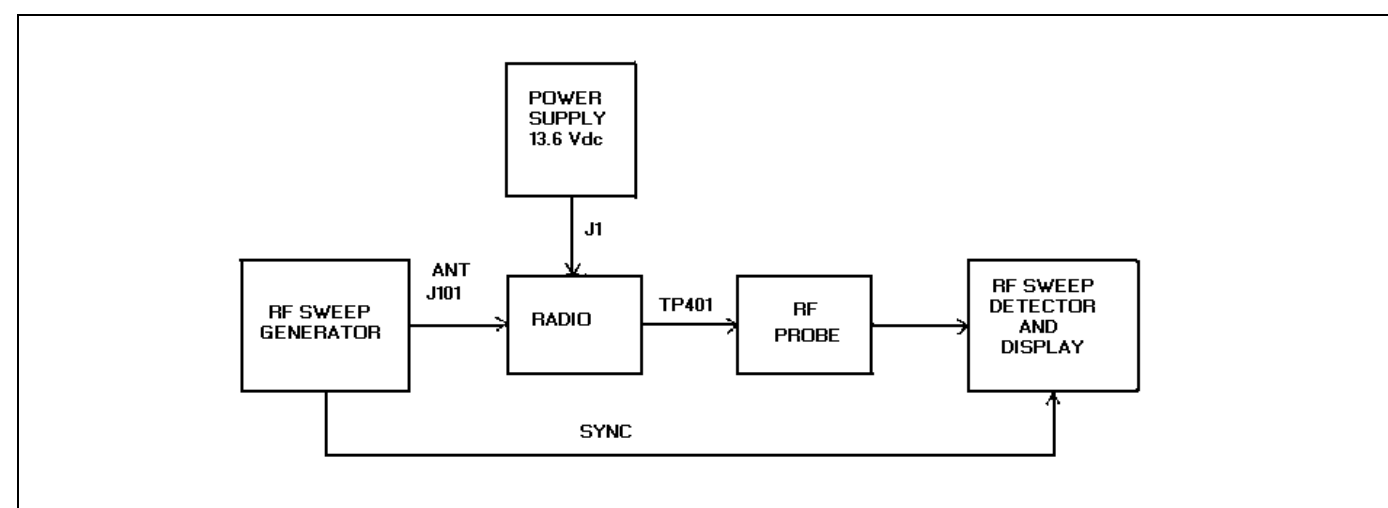 POWER
SUPPLY
13.6 Vdc
J1
ANT
J101
RF SWEEP
GENERATOR
RADIO
TP401
RF
PROBE
RF SWEEP
DETECTOR
AND
DISPLAY
SYNC